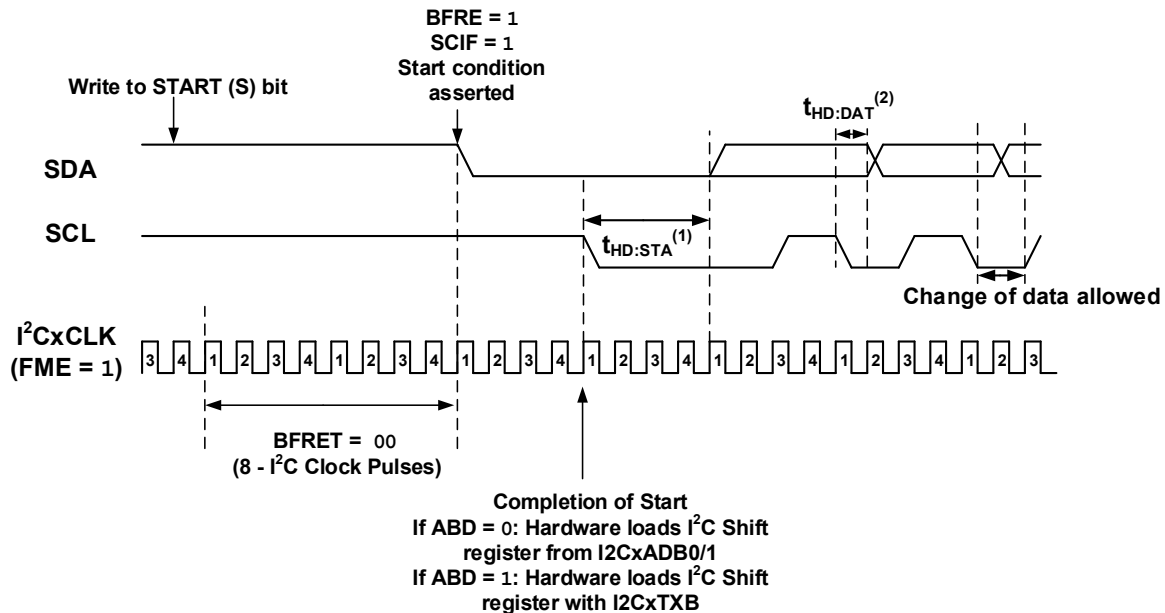 BFRE = 1
SCIF = 1
Start condition
asserted
Write to START (S) bit
tHD:DAT(2)
SDA
SCL
tHD:STA(1)
Change of data allowed
I²CxCLK
(FME = 1)
3 4 1 2 3 4 1 2 3 4 1 2 3 4 1 2 3 4 1 2 3 4 1 2 3 4 1 2 3
BFRET = 00
(8 - I²C Clock Pulses)
Completion of Start
If ABD = 0: Hardware loads I²C Shift
register from I2CxADB0/1
If ABD = 1: Hardware loads I²C Shift
register with I2CxTXB